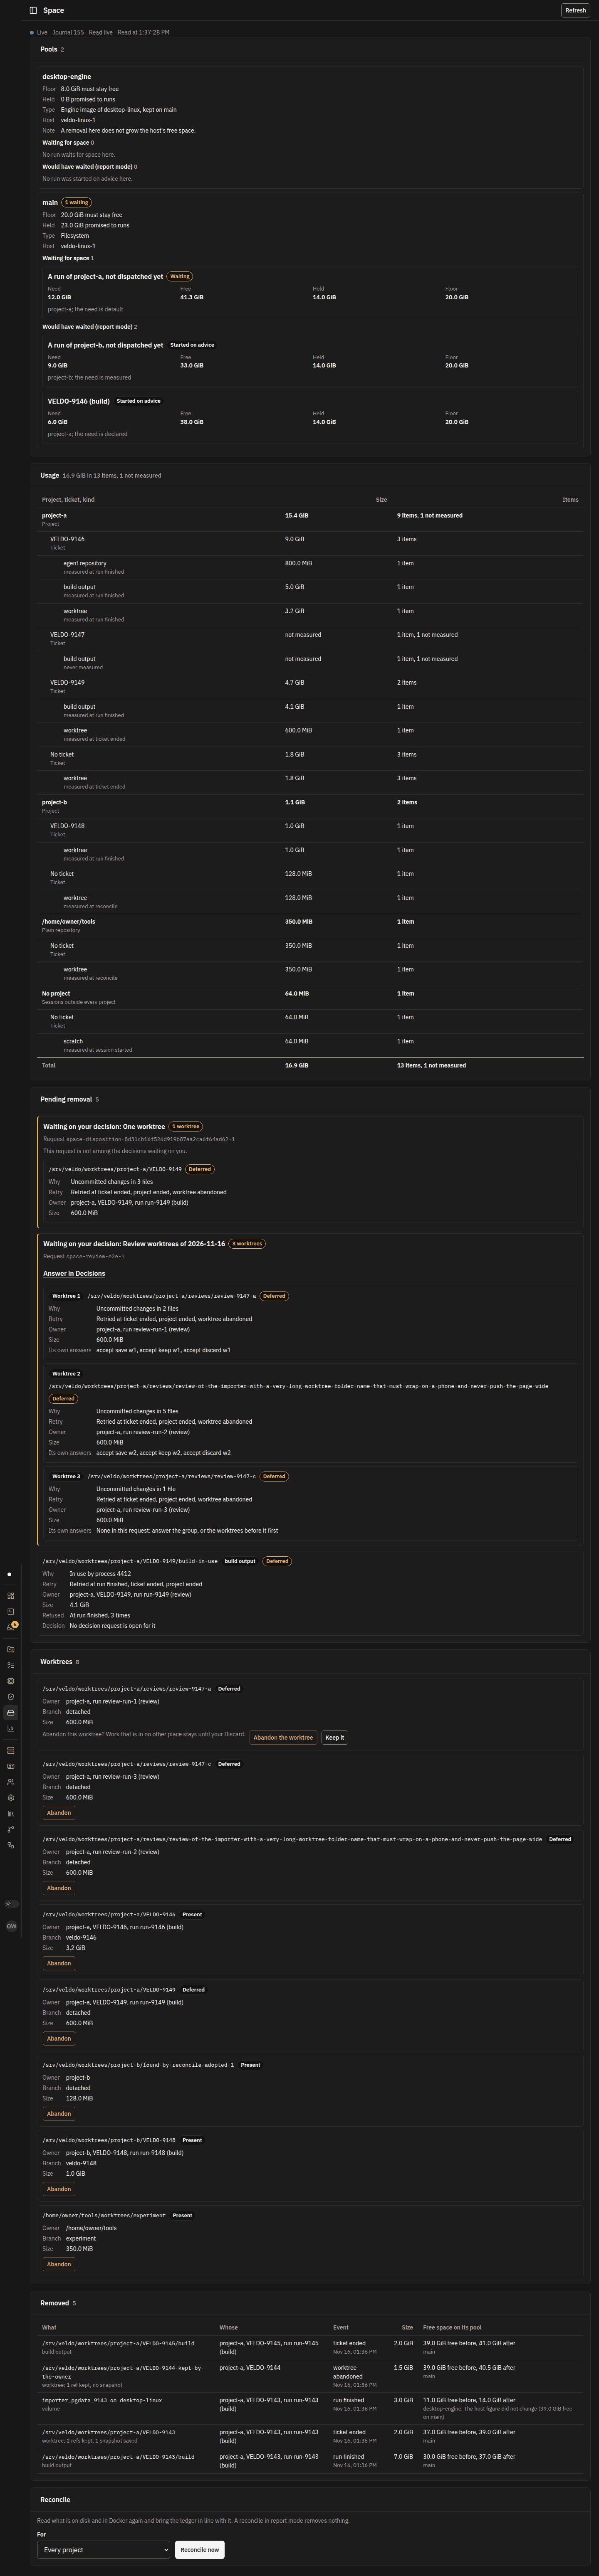 Space
Refresh
Live Journal 155 Read live Read at 1:37:28 PM
Pools 2
desktop-engine
Floor 8.0 GiB must stay free
Held 0 B promised to runs
Type Engine image of desktop-linux, kept on main
Host veldo-linux-1
Note A removal here does not grow the host's free space.
Waiting for space 0
No run waits for space here.
Would have waited (report mode) 0
No run was started on advice here.
main 1 waiting
Floor 20.0 GiB must stay free
Held 23.0 GiB promised to runs
Type Filesystem
Host veldo-linux-1
Waiting for space 1
A run of project-a, not dispatched yet Waiting
Need Free Held Floor
12.0 GiB 41.3 GiB 14.0 GiB 20.0 GiB
project-a; the need is default
Would have waited (report mode) 2
A run of project-b, not dispatched yet Started on advice
Need Free Held Floor
9.0 GiB 33.0 GiB 14.0 GiB 20.0 GiB
project-b; the need is measured
VELDO-9146 (build) Started on advice
Need Free Held Floor
6.0 GiB 38.0 GiB 14.0 GiB 20.0 GiB
project-a; the need is declared
Usage 16.9 GiB in 13 items, 1 not measured
Project, ticket, kind Size Items
project-a 15.4 GiB 9 items, 1 not measured
Project
VELDO-9146 9.0 GiB 3 items
Ticket
agent repository 800.0 MiB 1 item
measured at run finished
build output 5.0 GiB 1 item
measured at run finished
worktree 3.2 GiB 1 item
measured at run finished
VELDO-9147 not measured 1 item, 1 not measured
Ticket
build output not measured 1 item, 1 not measured
never measured
VELDO-9149 4.7 GiB 2 items
Ticket
build output 4.1 GiB 1 item
measured at run finished
worktree 600.0 MiB 1 item
measured at ticket ended
No ticket 1.8 GiB 3 items
Ticket
worktree 1.8 GiB 3 items
measured at ticket ended
project-b 1.1 GiB 2 items
Project
VELDO-9148 1.0 GiB 1 item
Ticket
worktree 1.0 GiB 1 item
measured at run finished
No ticket 128.0 MiB 1 item
Ticket
worktree 128.0 MiB 1 item
measured at reconcile
/home/owner/tools 350.0 MiB 1 item
Plain repository
No ticket 350.0 MiB 1 item
Ticket
worktree 350.0 MiB 1 item
measured at reconcile
No project 64.0 MiB 1 item
Sessions outside every project
No ticket 64.0 MiB 1 item
Ticket
scratch 64.0 MiB 1 item
measured at session started
Total 16.9 GiB 13 items, 1 not measured
Pending removal 5
Waiting on your decision: One worktree 1 worktree
Request
This request is not among the decisions waiting on you.
/srv/veldo/worktrees/project-a/VELDO-9149 Deferred
Why Uncommitted changes in 3 files
Retry Retried at ticket ended, project ended, worktree abandoned
Owner project-a, VELDO-9149, run run-9149 (build)
Size 600.0 MiB
Waiting on your decision: Review worktrees of 2026-11-16 3 worktrees
Request space-review-e2e-1
Answer in Decisions
Worktree 1 /srv/veldo/worktrees/project-a/reviews/review-9147-a Deferred
Why Uncommitted changes in 2 files
Retry Retried at ticket ended, project ended, worktree abandoned
Owner project-a, run review-run-1 (review)
Size 600.0 MiB
Its own answers accept save w1, accept keep w1, accept discard w1
Worktree 2
/srv/veldo/worktrees/project-a/reviews/review-of-the-importer-with-a-very-long-worktree-folder-name-that-must-wrap-on-a-phone-and-never-push-the-page-wide
Deferred
Why Uncommitted changes in 5 files
Retry Retried at ticket ended, project ended, worktree abandoned
Owner project-a, run review-run-2 (review)
Size 600.0 MiB
Its own answers accept save w2, accept keep w2, accept discard w2
Worktree 3 /srv/veldo/worktrees/project-a/reviews/review-9147-c Deferred
Why Uncommitted changes in 1 file
Retry Retried at ticket ended, project ended, worktree abandoned
Owner project-a, run review-run-3 (review)
Size 600.0 MiB
Its own answers None in this request: answer the group, or the worktrees before it first
/srv/veldo/worktrees/project-a/VELDO-9149/build-in-use build output Deferred
Why In use by process 4412
Retry Retried at run finished, ticket ended, project ended
Owner project-a, VELDO-9149, run run-9149 (review)
Size 4.1 GiB
Refused At run finished, 3 times
Decision No decision request is open for it
Worktrees 8
/srv/veldo/worktrees/project-a/reviews/review-9147-a Deferred
Owner project-a, run review-run-1 (review)
Branch detached
Size 600.0 MiB
Abandon this worktree? Work that is in no other place stays until your Discard. Abandon the worktree Keep it
/srv/veldo/worktrees/project-a/reviews/review-9147-c Deferred
Owner project-a, run review-run-3 (review)
Branch detached
Size 600.0 MiB
Abandon
/srv/veldo/worktrees/project-a/reviews/review-of-the-importer-with-a-very-long-worktree-folder-name-that-must-wrap-on-a-phone-and-never-push-the-page-wide Deferred
Owner project-a, run review-run-2 (review)
Branch detached
Size 600.0 MiB
Abandon
/srv/veldo/worktrees/project-a/VELDO-9146 Present
Owner project-a, VELDO-9146, run run-9146 (build)
Branch veldo-9146
Size 3.2 GiB
Abandon
/srv/veldo/worktrees/project-a/VELDO-9149 Deferred
Owner project-a, VELDO-9149, run run-9149 (build)
Branch detached
Size 600.0 MiB
Abandon
/srv/veldo/worktrees/project-b/found-by-reconcile-adopted-1 Present
Owner project-b
Branch detached
Size 128.0 MiB
Abandon
/srv/veldo/worktrees/project-b/VELDO-9148 Present
Owner project-b, VELDO-9148, run run-9148 (build)
Branch veldo-9148
Size 1.0 GiB
Abandon
/home/owner/tools/worktrees/experiment Present
Owner /home/owner/tools
Branch experiment
Size 350.0 MiB
Abandon
OW
Removed 5
What Whose Event Size Free space on its pool
/srv/veldo/worktrees/project-a/VELDO-9145/build project-a, VELDO-9145, run run-9145 ticket ended 2.0 GiB 39.0 GiB free before, 41.0 GiB after
build output (build) Nov 16, 01:36 PM main
/srv/veldo/worktrees/project-a/VELDO-9144-kept-by- project-a, VELDO-9144 worktree 1.5 GiB 39.0 GiB free before, 40.5 GiB after
the-owner abandoned main
worktree; 1 ref kept, no snapshot Nov 16, 01:36 PM
importer_pgdata_9143 on desktop-linux project-a, VELDO-9143, run run-9143 run finished 3.0 GiB 11.0 GiB free before, 14.0 GiB after
volume (build) Nov 16, 01:36 PM desktop-engine. The host figure did not change (39.0 GiB free
on main)
/srv/veldo/worktrees/project-a/VELDO-9143 project-a, VELDO-9143, run run-9143 ticket ended 2.0 GiB 37.0 GiB free before, 39.0 GiB after
worktree; 2 refs kept, 1 snapshot saved (build) Nov 16, 01:36 PM main
/srv/veldo/worktrees/project-a/VELDO-9143/build project-a, VELDO-9143, run run-9143 run finished 7.0 GiB 30.0 GiB free before, 37.0 GiB after
build output (build) Nov 16, 01:36 PM main
Reconcile
Read what is on disk and in Docker again and bring the ledger in line with it. A reconcile in report mode removes nothing.
For
Every project Reconcile now